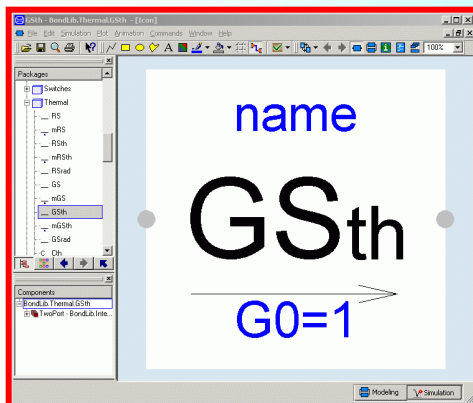 GSth - BondLib.Thermal.GSth - [Icon]
File Edit Simulation Plot Animation Commands Window Help
100%
Packages
Switches
Thermal
RS
mRS
RSth
mRSth
RSrad
GS
mGS
GSth
mGSth
GSrad
C Cth
Components
BondLib.Thermal.GSth
TwoPort - BondLib.Inte...
name
GSth
G0=1
Modeling
Simulation